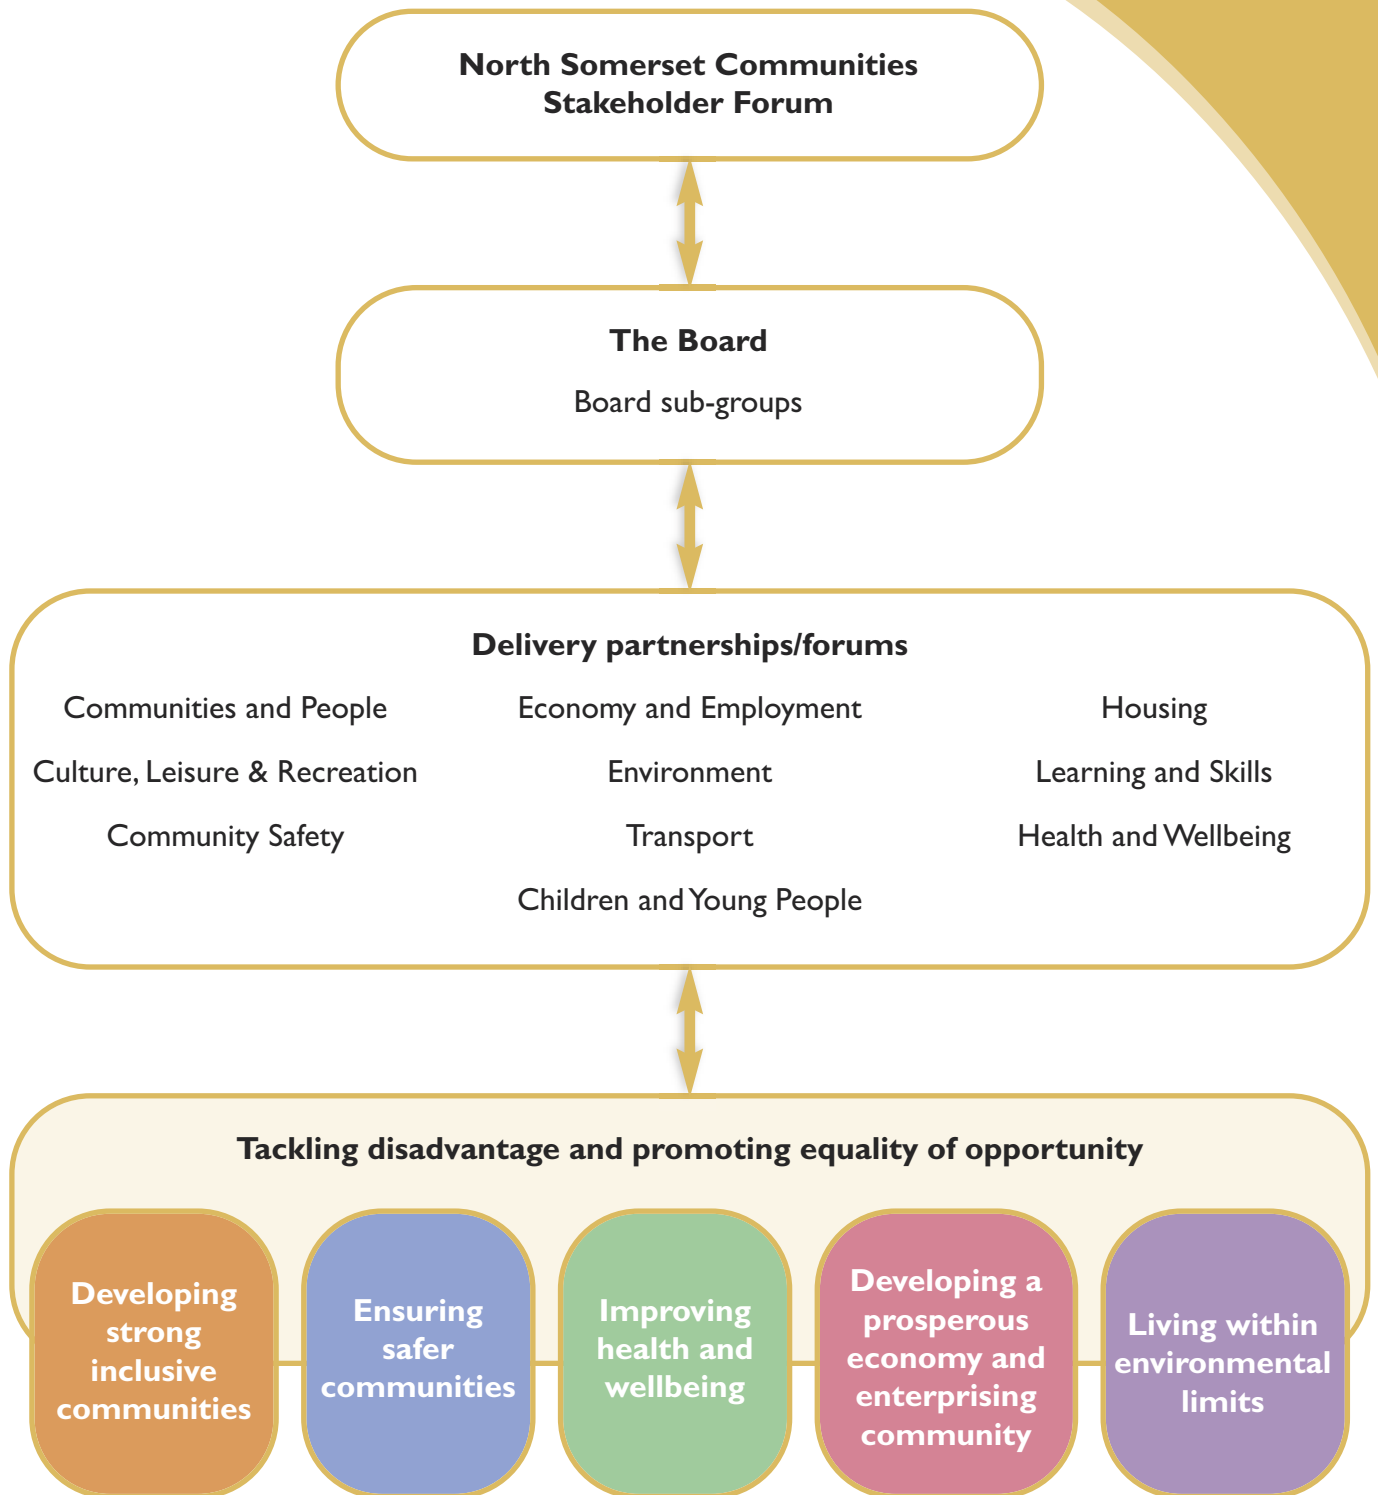 North Somerset Communities
Stakeholder Forum
The Board
Board sub-groups
Delivery partnerships/forums
Communities and People
Economy and Employment
Housing
Culture, Leisure & Recreation
Environment
Learning and Skills
Community Safety
Transport
Health and Wellbeing
Children and Young People
Tackling disadvantage and promoting equality of opportunity
Developing
strong
inclusive
communities
Ensuring
safer
communities
Improving
health and
wellbeing
Developing a
prosperous
economy and
enterprising
community
Living within
environmental
limits